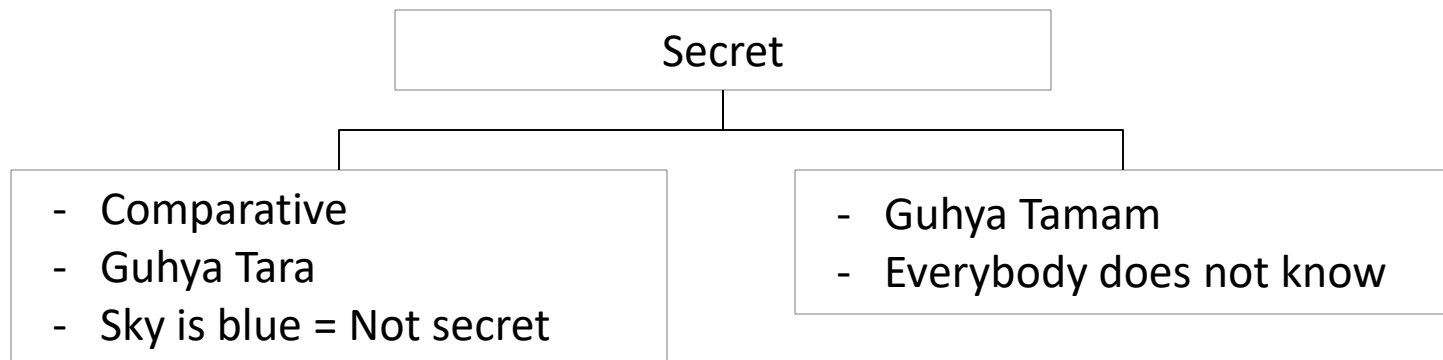 Secret
- Comparative
- Guhya Tara
- Sky is blue = Not secret
- Guhya Tamam
- Everybody does not know